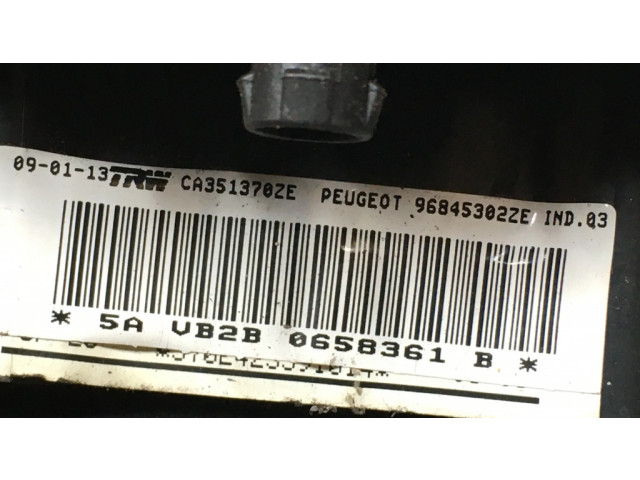 09-01-13 TRW CA351370ZE PEUGEOT 96845302ZE IND.03
* 5A VB2B 0658361 B *